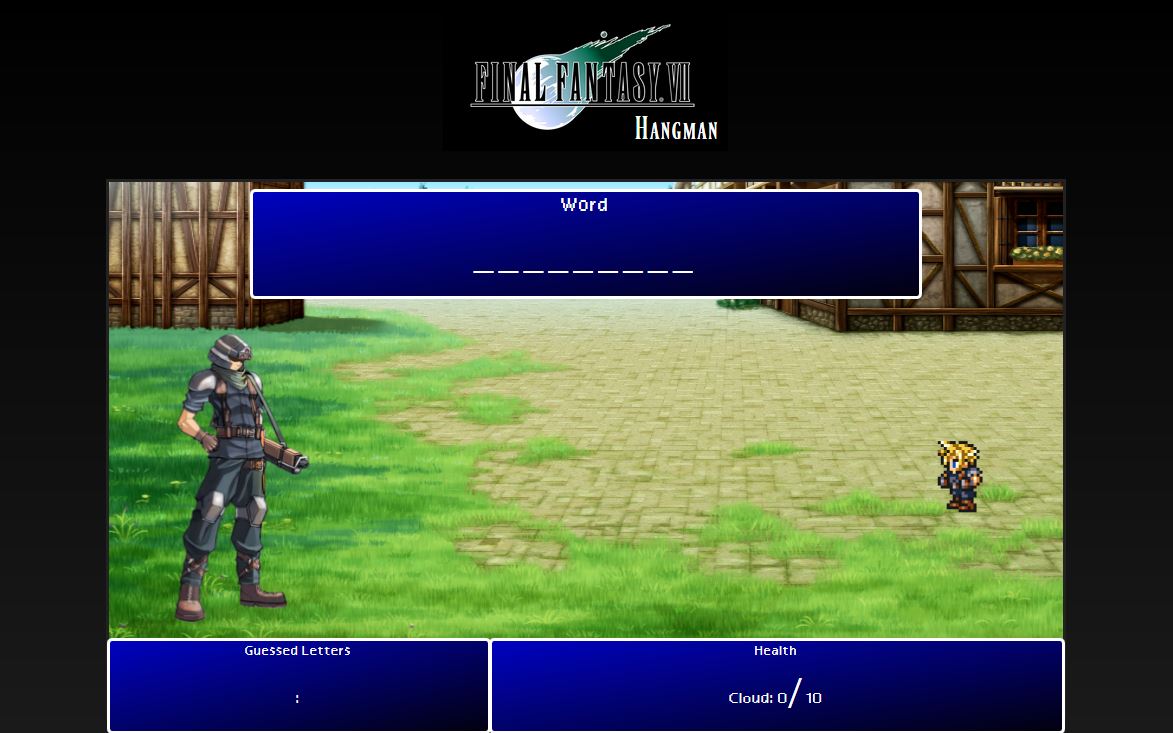 FINAL FANTASY. VII
HANGMAN
Word
_ _ _ _ _ _ _ _ _
Guessed Letters
Health
:
Cloud: 0/10